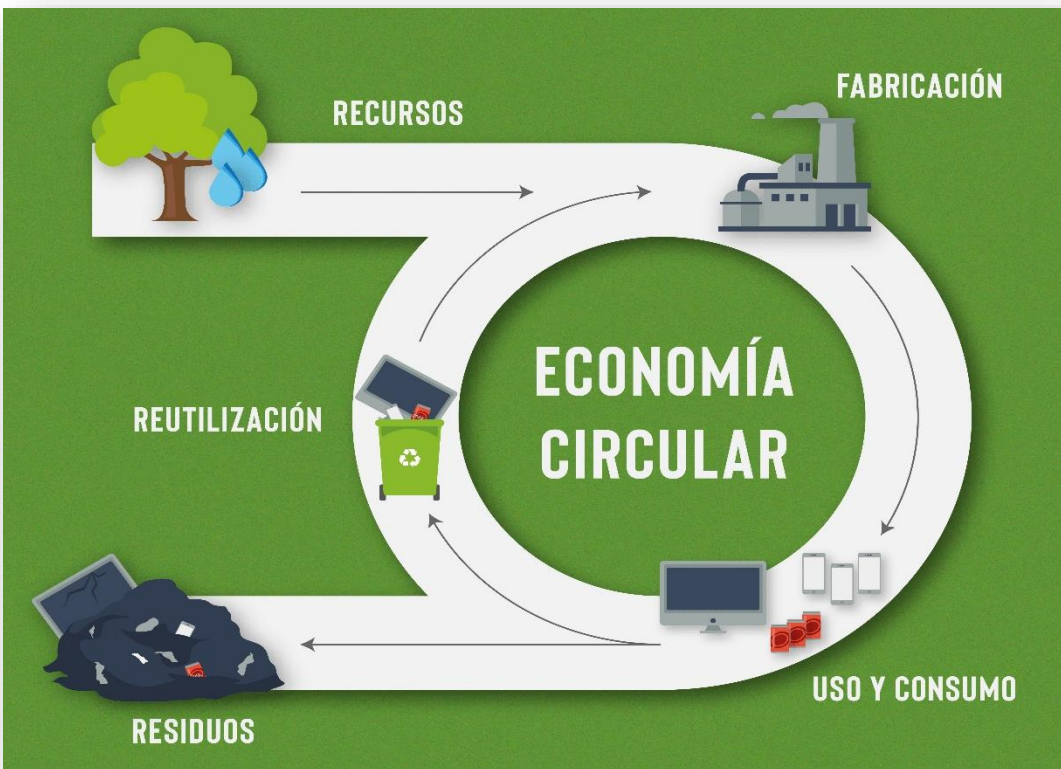 RECURSOS
FABRICACIÓN
ECONOMÍA
CIRCULAR
REUTILIZACIÓN
USO Y CONSUMO
RESIDUOS